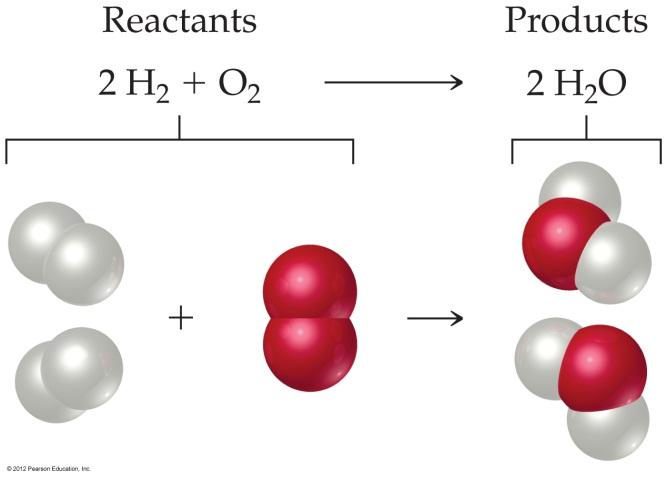 Reactants Products
2 H₂ + O₂ ⟶ 2 H₂O
+ →
© 2012 Pearson Education, Inc.